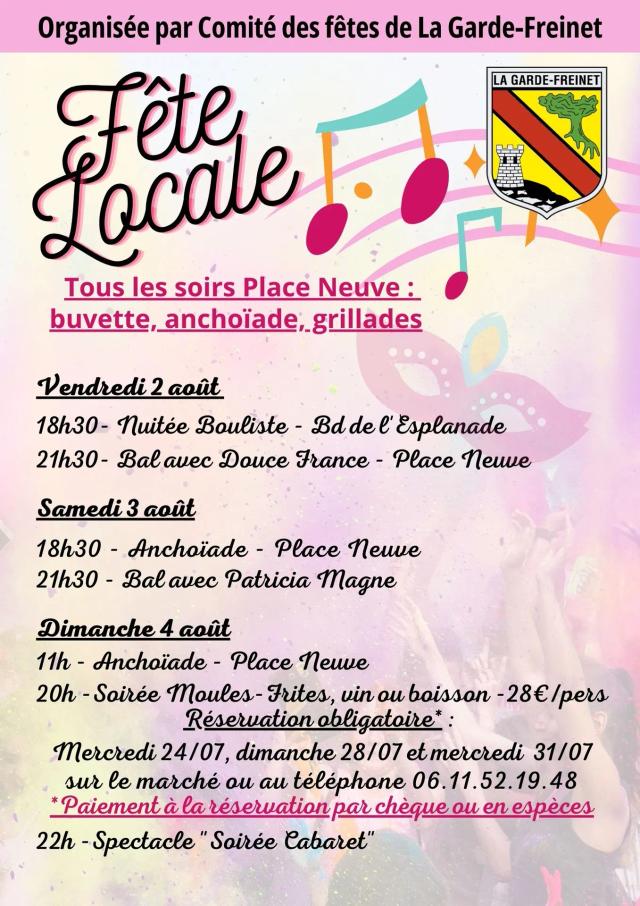 Organisée par Comité des fêtes de La Garde-Freinet
LA GARDE-FREINET
Fête
Locale
Tous les soirs Place Neuve :
buvette, anchoïade, grillades
Vendredi 2 août
18h30- Nuitée Bouliste - Bd de l'Esplanade
21h30- Bal avec Douce France - Place Neuve
Samedi 3 août
18h30 - Anchoïade - Place Neuve
21h30 - Bal avec Patricia Magne
Dimanche 4 août
11h - Anchoïade - Place Neuve
20h -Soirée Moules-Frites, vin ou boisson -28€/pers
Réservation obligatoire* :
Mercredi 24/07, dimanche 28/07 et mercredi 31/07
sur le marché ou au téléphone 06.11.52.19.48
*Paiement à la réservation par chèque ou en espèces
22h -Spectacle "Soirée Cabaret"